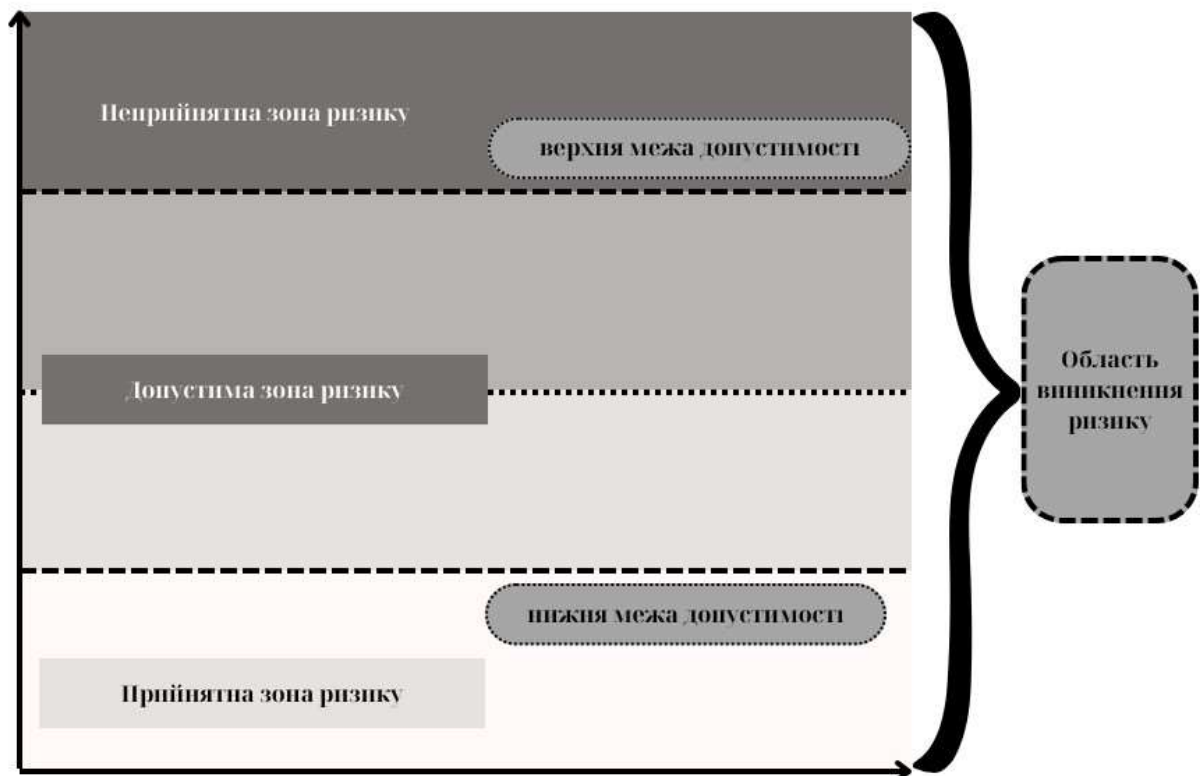 Неприйнятна зона ризику
верхня межа допустимості
Допустима зона ризику
Область
виникнення
ризику
нижня межа допустимості
Прийнятна зона ризику